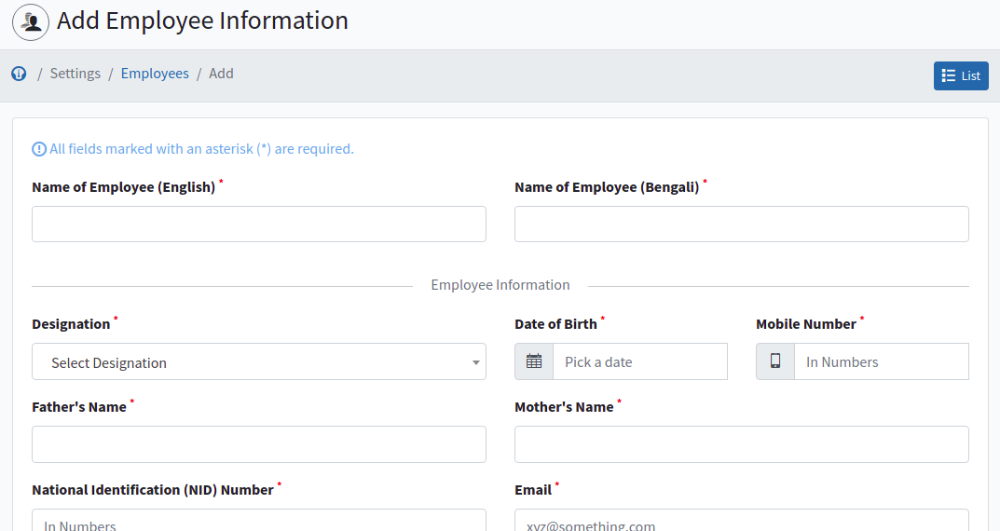 Add Employee Information
/ Settings / Employees / Add
List
All fields marked with an asterisk (*) are required.
Name of Employee (English) * Name of Employee (Bengali) *
Employee Information
Designation * Date of Birth * Mobile Number *
Select Designation Pick a date In Numbers
Father's Name * Mother's Name *
National Identification (NID) Number * Email *
In Numbers xyz@something.com